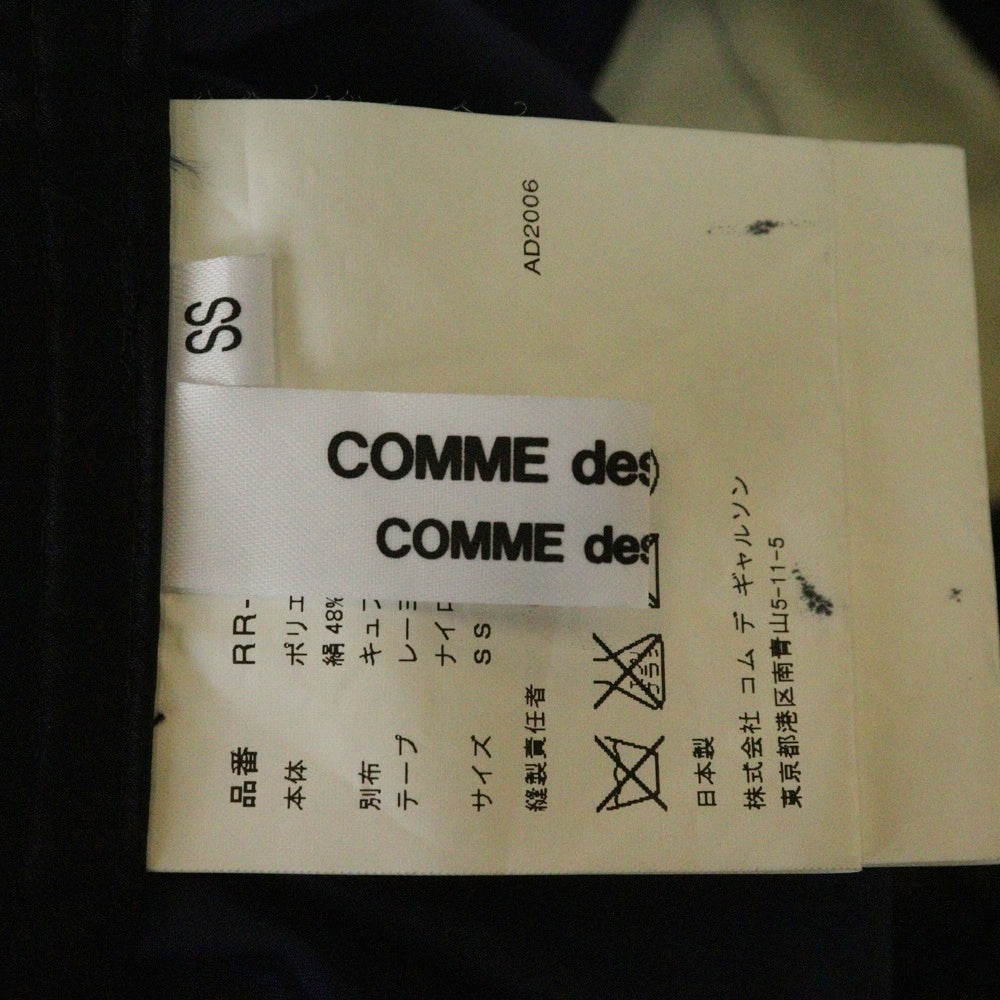 SS
COMME des
COMME des
AD2006
品番 RR-
本体 ポリエ
絹 48%
別布 キュ
テープ レー
ナイロ
サイズ SS
縫製責任者
日本製
株式会社 コム デ ギャルソン
東京都港区南青山5-11-5